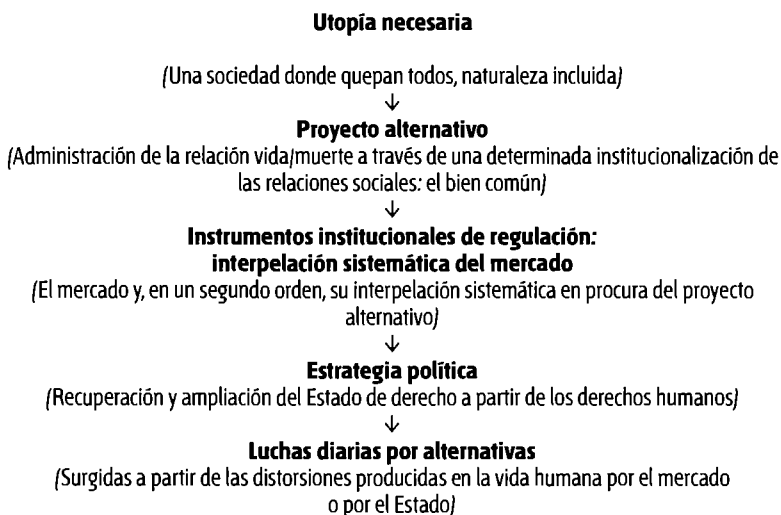 Utopía necesaria
(Una sociedad donde quepan todos, naturaleza incluida)
↓
Proyecto alternativo
(Administración de la relación vida/muerte a través de una determinada institucionalización de
las relaciones sociales: el bien común)
↓
Instrumentos institucionales de regulación:
interpelación sistemática del mercado
(El mercado y, en un segundo orden, su interpelación sistemática en procura del proyecto
alternativo)
↓
Estrategia política
(Recuperación y ampliación del Estado de derecho a partir de los derechos humanos)
↓
Luchas diarias por alternativas
(Surgidas a partir de las distorsiones producidas en la vida humana por el mercado
o por el Estado)